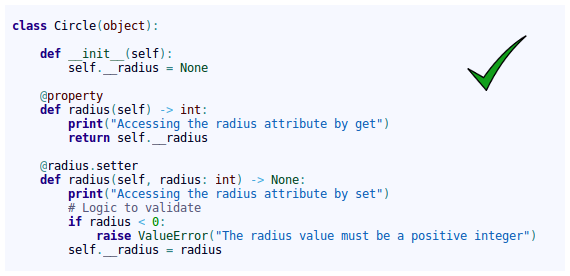 class Circle(object):
def __init__(self):
self.__radius = None
@property
def radius(self) -> int:
print("Accessing the radius attribute by get")
return self.__radius
@radius.setter
def radius(self, radius: int) -> None:
print("Accessing the radius attribute by set")
# Logic to validate
if radius < 0:
raise ValueError("The radius value must be a positive integer")
self.__radius = radius